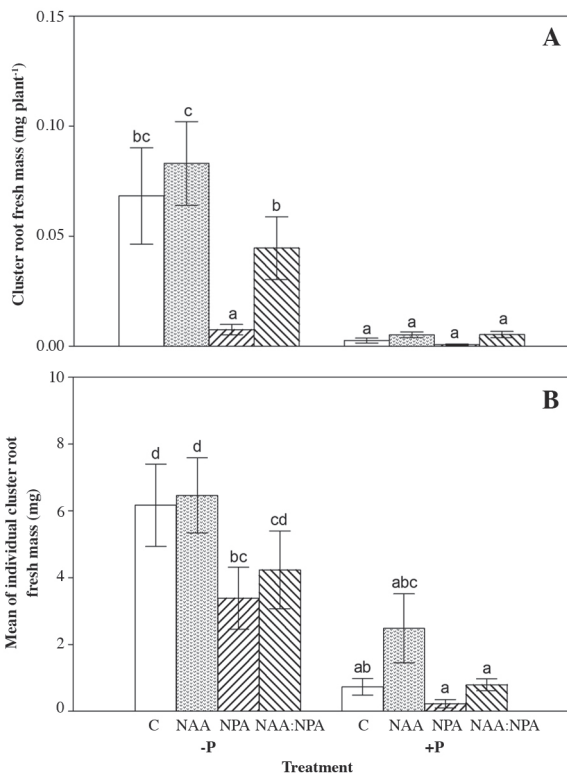 A
Cluster root fresh mass (mg plant⁻¹)
0.15
0.10
0.05
0.00
bc
c
a
b
a
a
a
a
B
Mean of individual cluster root
fresh mass (mg)
10
8
6
4
2
0
d
d
bc
cd
ab
abc
a
a
C NAA NPA NAA:NPA C NAA NPA NAA:NPA
-P +P
Treatment